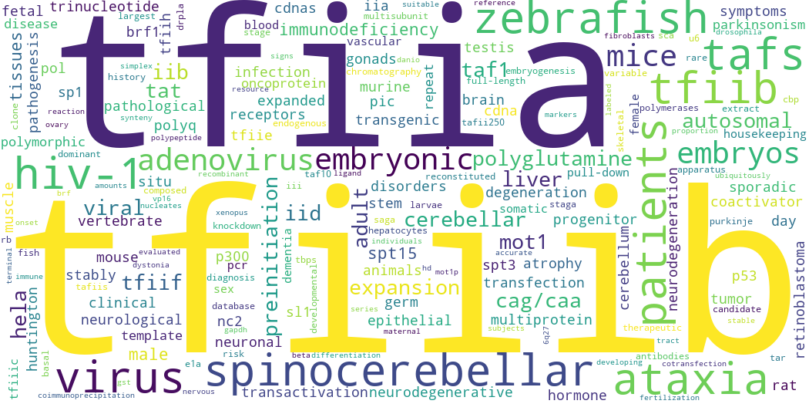 fetal trinucleotide cdnas iia zebrafish symptoms
disease largest brf1 tfiih drpla blood multisubunit immunodeficiency suitable reference fibroblasts sca u6 drosophila parkinsonism
tissues pathogenesis pol iib history simplex signs infection vascular stage gonads chromatography danio testis taf1 embryogenesis mice variable rare tafs
clone sp1 tat oncoprotein murine repeat full-length
reaction synteny pathological expanded resource pic brain cdna labeled female tfiib polymerases extract cbp
ovary polyq polypeptide receptors tfiie endogenous transgenic tafii250 markers skeletal proportion autosomal
polymorphic tfiia housekeeping
dominant adenovirus embryonic polyglutamine patients apparatus embryos
hiv-1 situ recombinant iii taf10 ligand reconstituted liver pull-down
amounts composed disorders degeneration neurodegeneration ubiquitously sporadic
muscle brf viral vp16 nucleates iid adult stem larvae somatic staga coactivator
onset vertebrate xenopus knockdown preinitiation saga cerebellar progenitor purkinje day
rb fish mouse evaluated p300 dementia tbps hepatocytes individuals mot1 cerebellum
terminal immune dystonia stably tfiif pcr diagnosis developmental spt15 hd mot1p accurate spt3 atrophy p53 retinoblastoma
tafiis sex animals transfection
hela huntington clinical database sl1 expansion cag/caa tumor candidate
neurological nc2 gapdh germ series multiprotein stable
template neuronal epithelial maternal subjects 6q27 therapeutic
basal male risk tfiiib tract antibodies tar
tfiiic e1a beta differentiation developing cotransfection
virus spinocerebellar ataxia rat
coimmunoprecipitation gst nervous transactivation neurodegenerative hormone fertilization